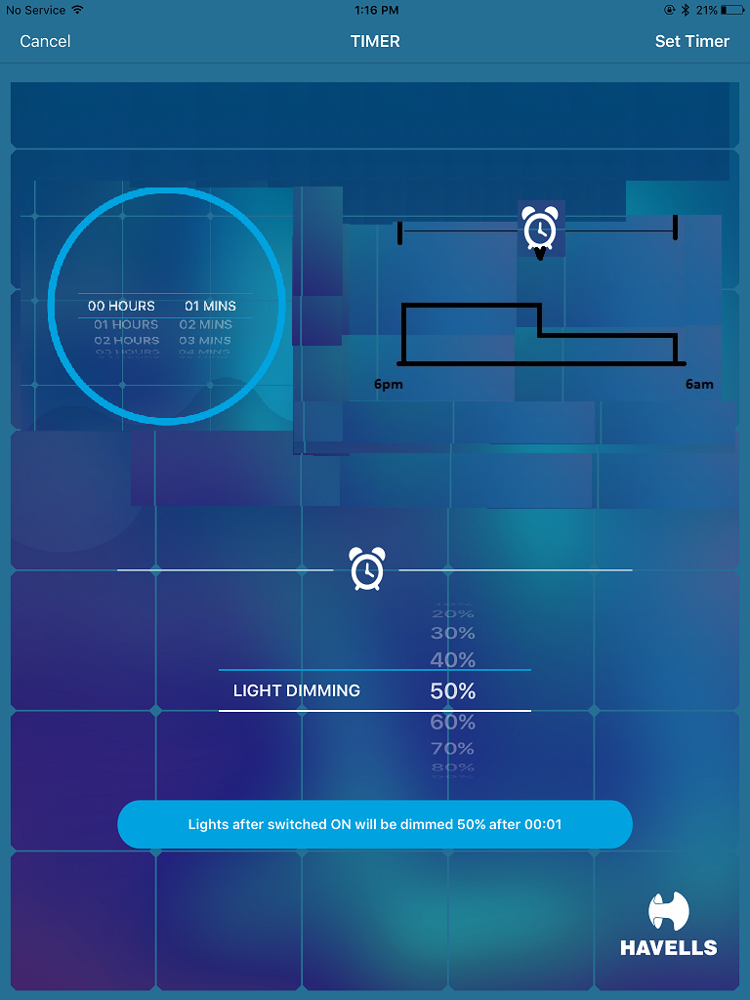 No Service 1:16 PM 21%
Cancel TIMER Set Timer
00 HOURS 01 MINS
01 HOURS 02 MINS
02 HOURS 03 MINS
03 HOURS 04 MINS
6pm 6am
20%
30%
40%
LIGHT DIMMING 50%
60%
70%
80%
Lights after switched ON will be dimmed 50% after 00:01
HAVELLS